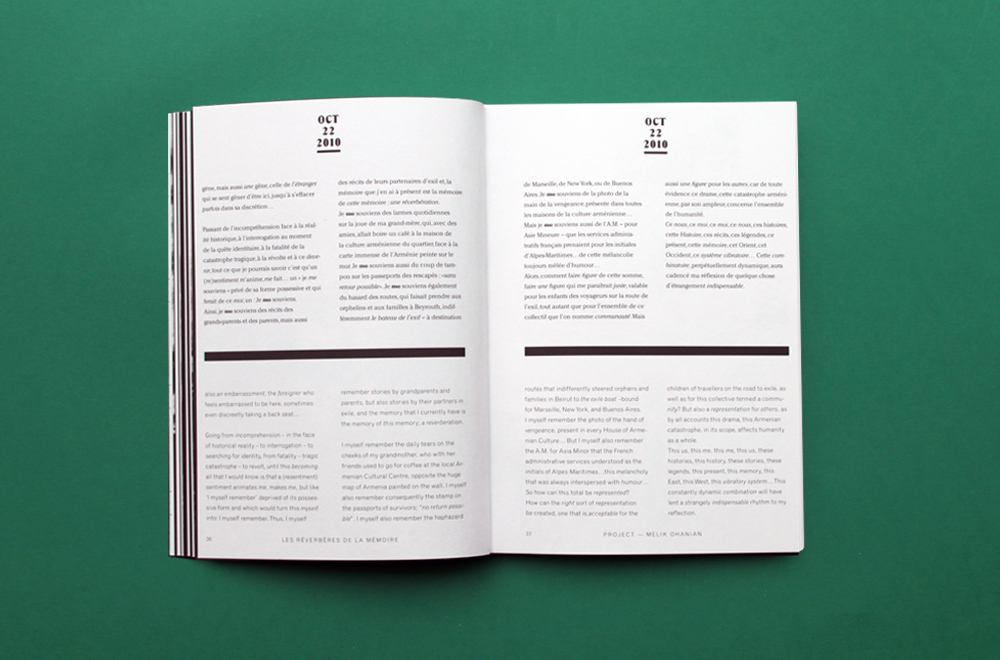 OCT
22
2010
gêne, mais aussi une gêne, celle de l'étranger
qui se sent gêner d'être ici, jusqu'à s'effacer
parfois dans sa discrétion…
Passant de l'incompréhension face à la réal-
ité historique, à l'interrogation au moment
de la quête identitaire, à la fatalité de la
catastrophe tragique, à la révolte et à ce deve-
nir, tout ce que je pourrais savoir c'est qu'un
(re)sentiment m'anime, me fait… un « je me
souviens » privé de sa forme possessive et qui
ferait de ce moi, un : Je me souviens.
Ainsi, je me souviens des récits des
grands-parents et des parents, mais aussi
des récits de leurs partenaires d'exil et, la
mémoire que j'en ai à présent est la mémoire
de cette mémoire : une réverbération.
Je me souviens des larmes quotidiennes
sur la joue de ma grand-mère, qui, avec des
amies, allait boire un café à la maison de
la culture arménienne du quartier, face à la
carte immense de l'Arménie peinte sur le
mur. Je me souviens aussi du coup de tam-
pon sur les passeports des rescapés ; «sans
retour possible». Je me souviens également
du hasard des routes, qui faisait prendre aux
orphelins et aux familles à Beyrouth, indif-
féremment le bateau de l'exil – à destination
also an embarrassment; the foreigner who
feels embarrassed to be here, sometimes
even discreetly taking a back seat…
Going from incomprehension – in the face
of historical reality – to interrogation – to
searching for identity, from fatality – tragic
catastrophe – to revolt, until this becoming
all that I would know is that a (resentment)
sentiment animates me, makes me, but like
'I myself remember' deprived of its posses-
sive form and which would turn this myself
into: I myself remember. Thus, I myself
remember stories by grandparents and
parents, but also stories by their partners in
exile, and the memory that I currently have is
the memory of this memory; a reverberation.
I myself remember the daily tears on the
cheeks of my grandmother, who with her
friends used to go for coffee at the local Ar-
menian Cultural Centre, opposite the huge
map of Armenia painted on the wall. I myself
also remember consequently the stamp on
the passports of survivors; "no return possi-
ble". I myself also remember the haphazard
36
LES RÉVERBÈRES DE LA MÉMOIRE
OCT
22
2010
de Marseille, de New York, ou de Buenos
Aires. Je me souviens de la photo de la
main de la vengeance, présente dans toutes
les maisons de la culture arménienne…
Mais je me souviens aussi de l'A.M. – pour
Asie Mineure – que les services adminis-
tratifs français prenaient pour les initiales
d'Alpes-Maritimes…de cette mélancolie
toujours mêlée d'humour…
Alors, comment faire figure de cette somme,
faire une figure qui me paraîtrait juste, valable
pour les enfants des voyageurs sur la route de
l'exil, tout autant que pour l'ensemble de ce
collectif que l'on nomme communauté. Mais
aussi une figure pour les autres, car de toute
évidence ce drame, cette catastrophe arméni-
enne, par son ampleur, concerne l'ensemble
de l'humanité.
Ce nous, ce moi, ce moi, ce nous, ces histoires,
cette Histoire, ces récits, ces légendes, ce
présent, cette mémoire, cet Orient, cet
Occident, ce système vibratoire… Cette com-
binatoire, perpétuellement dynamique, aura
cadencé ma réflexion de quelque chose
d'étrangement indispensable.
routes that indifferently steered orphans and
families in Beirut to the exile boat -bound
for Marseille, New York, and Buenos Aires.
I myself remember the photo of the hand of
vengeance, present in every House of Arme-
nian Culture… But I myself also remember
the A.M. for Asia Minor that the French
administrative services understood as the
initials of Alpes Maritimes…this melancholy
that was always interspersed with humour…
So how can this total be represented?
How can the right sort of representation
be created, one that is acceptable for the
children of travellers on the road to exile, as
well as for this collective termed a commu-
nity? But also a representation for others, as
by all accounts this drama, this Armenian
catastrophe, in its scope, affects humanity
as a whole.
This us, this me, this me, this us, these
histories, this history, these stories, these
legends, this present, this memory, this
East, this West, this vibratory system… This
constantly dynamic combination will have
lent a strangely indispensable rhythm to my
reflection.
37
PROJECT — MELIK OHANIAN